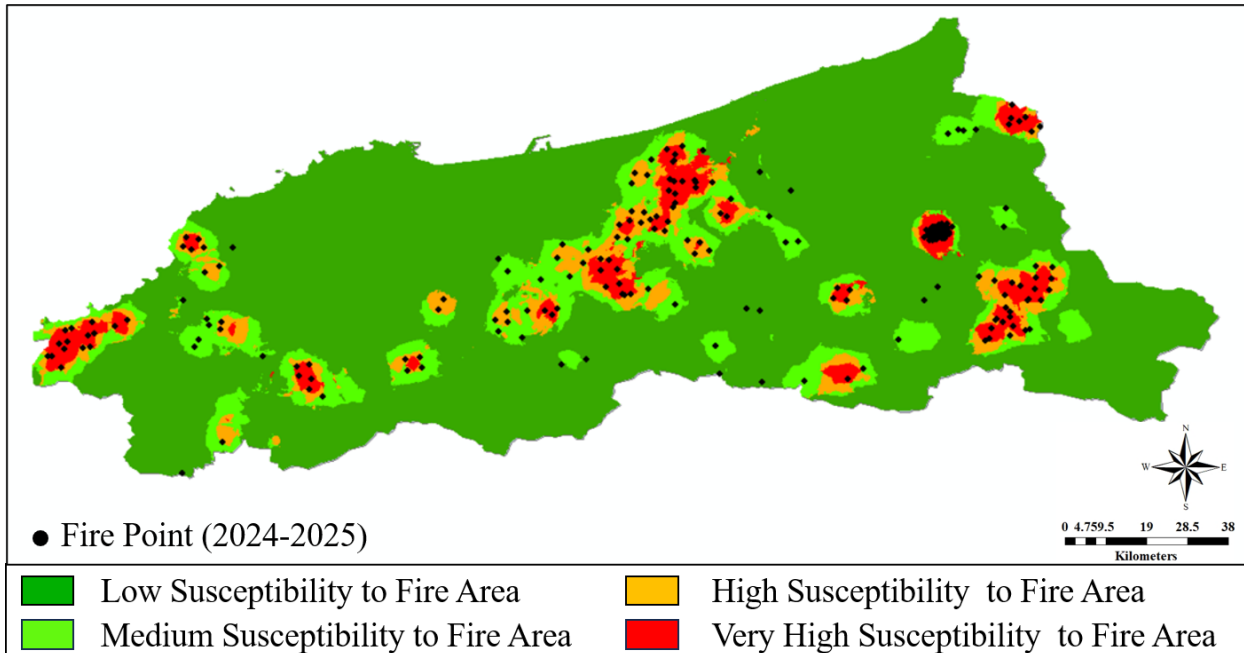 N
W E
S
0 4.759.5 19 28.5 38
Kilometers
● Fire Point (2024-2025)
Low Susceptibility to Fire Area
High Susceptibility to Fire Area
Medium Susceptibility to Fire Area
Very High Susceptibility to Fire Area